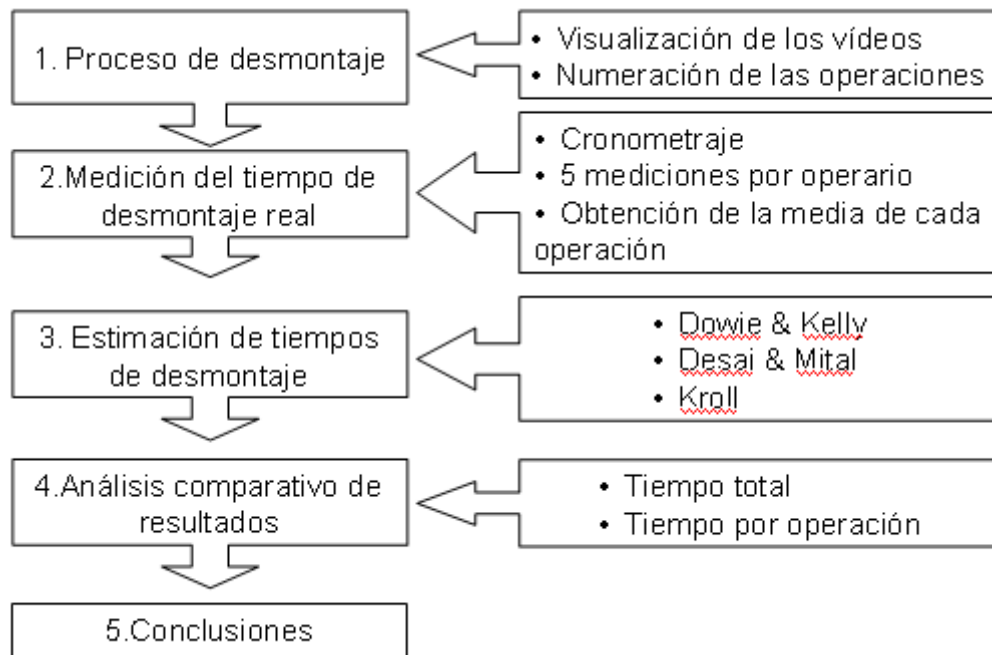 1. Proceso de desmontaje
• Visualización de los vídeos
• Numeración de las operaciones
2.Medición del tiempo de
desmontaje real
• Cronometraje
• 5 mediciones por operario
• Obtención de la media de cada
operación
3. Estimación de tiempos
de desmontaje
• Dowie & Kelly
• Desai & Mital
• Kroll
4.Análisis comparativo de
resultados
• Tiempo total
• Tiempo por operación
5.Conclusiones